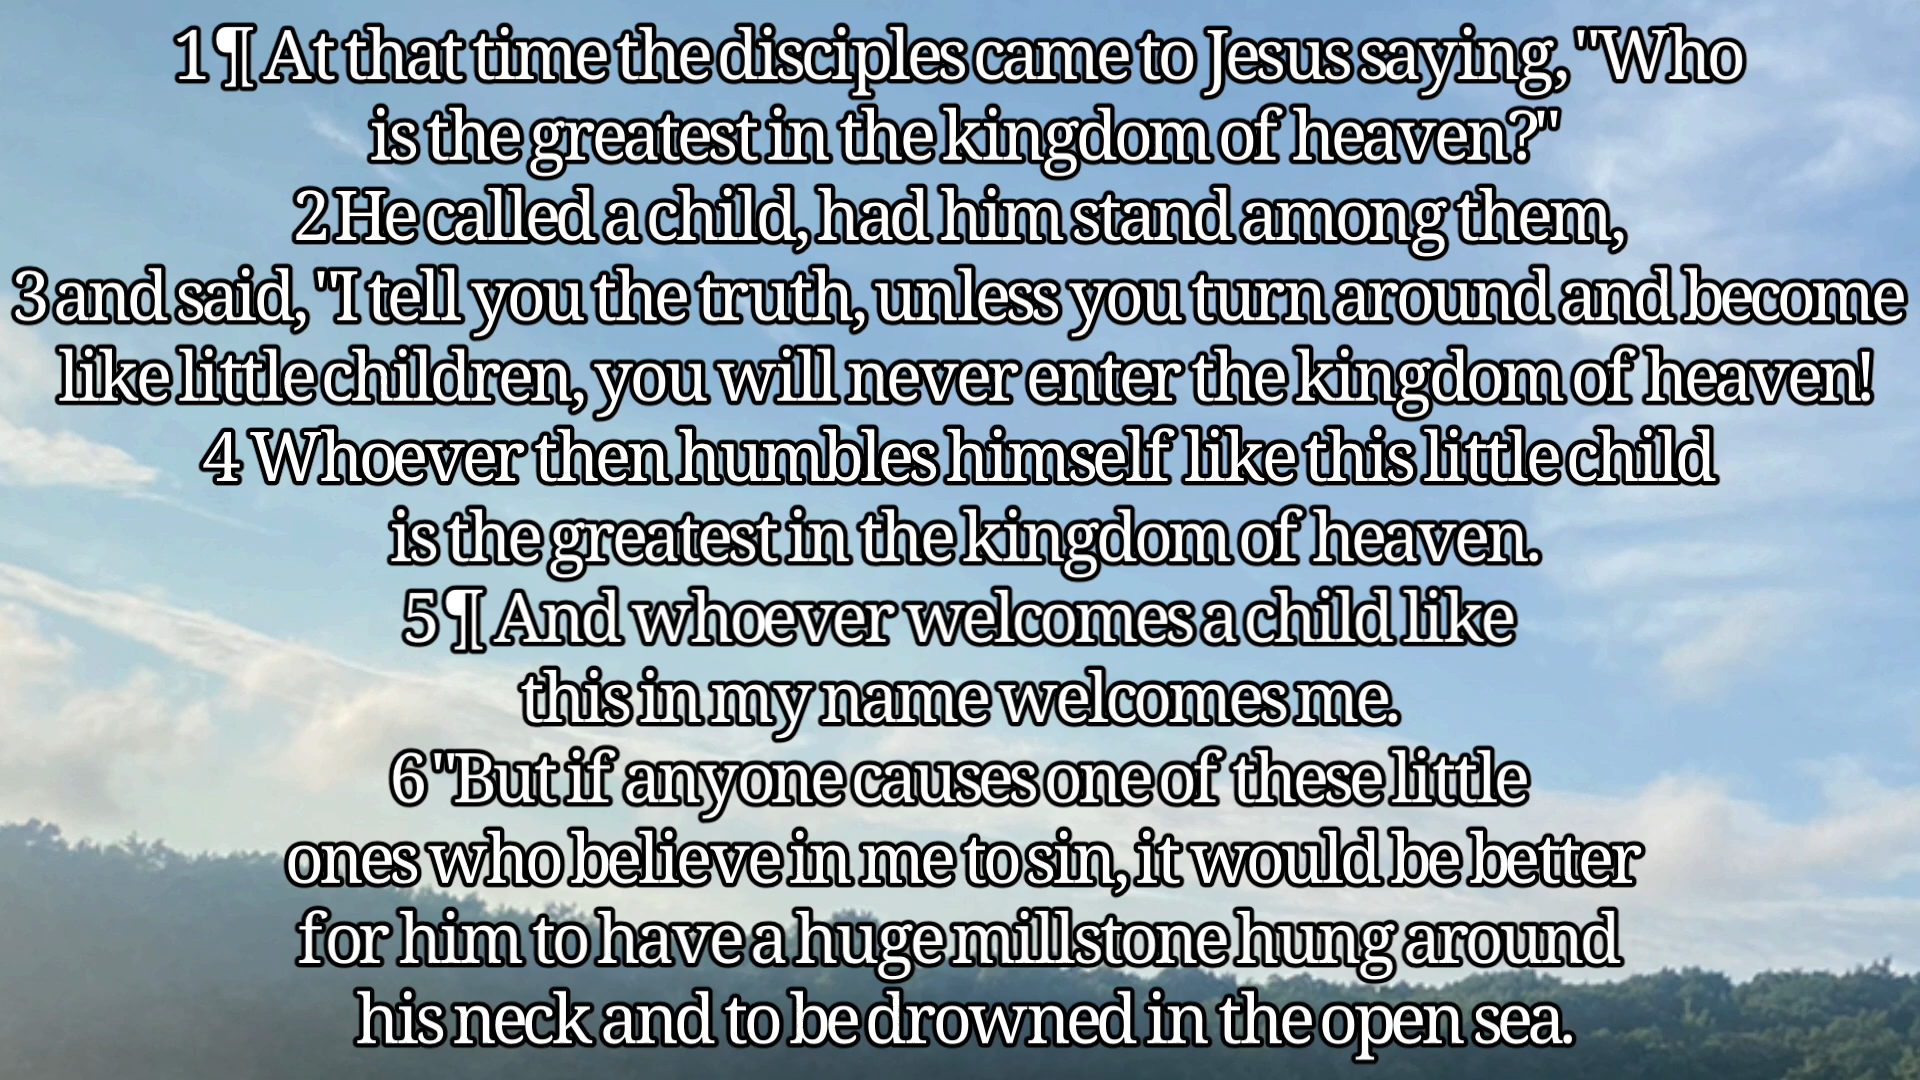 1 ¶ At that time the disciples came to Jesus saying, "Who
is the greatest in the kingdom of heaven?"
2 He called a child, had him stand among them,
3 and said, "I tell you the truth, unless you turn around and become
like little children, you will never enter the kingdom of heaven!
4 Whoever then humbles himself like this little child
is the greatest in the kingdom of heaven.
5 ¶ And whoever welcomes a child like
this in my name welcomes me.
6 "But if anyone causes one of these little
ones who believe in me to sin, it would be better
for him to have a huge millstone hung around
his neck and to be drowned in the open sea.